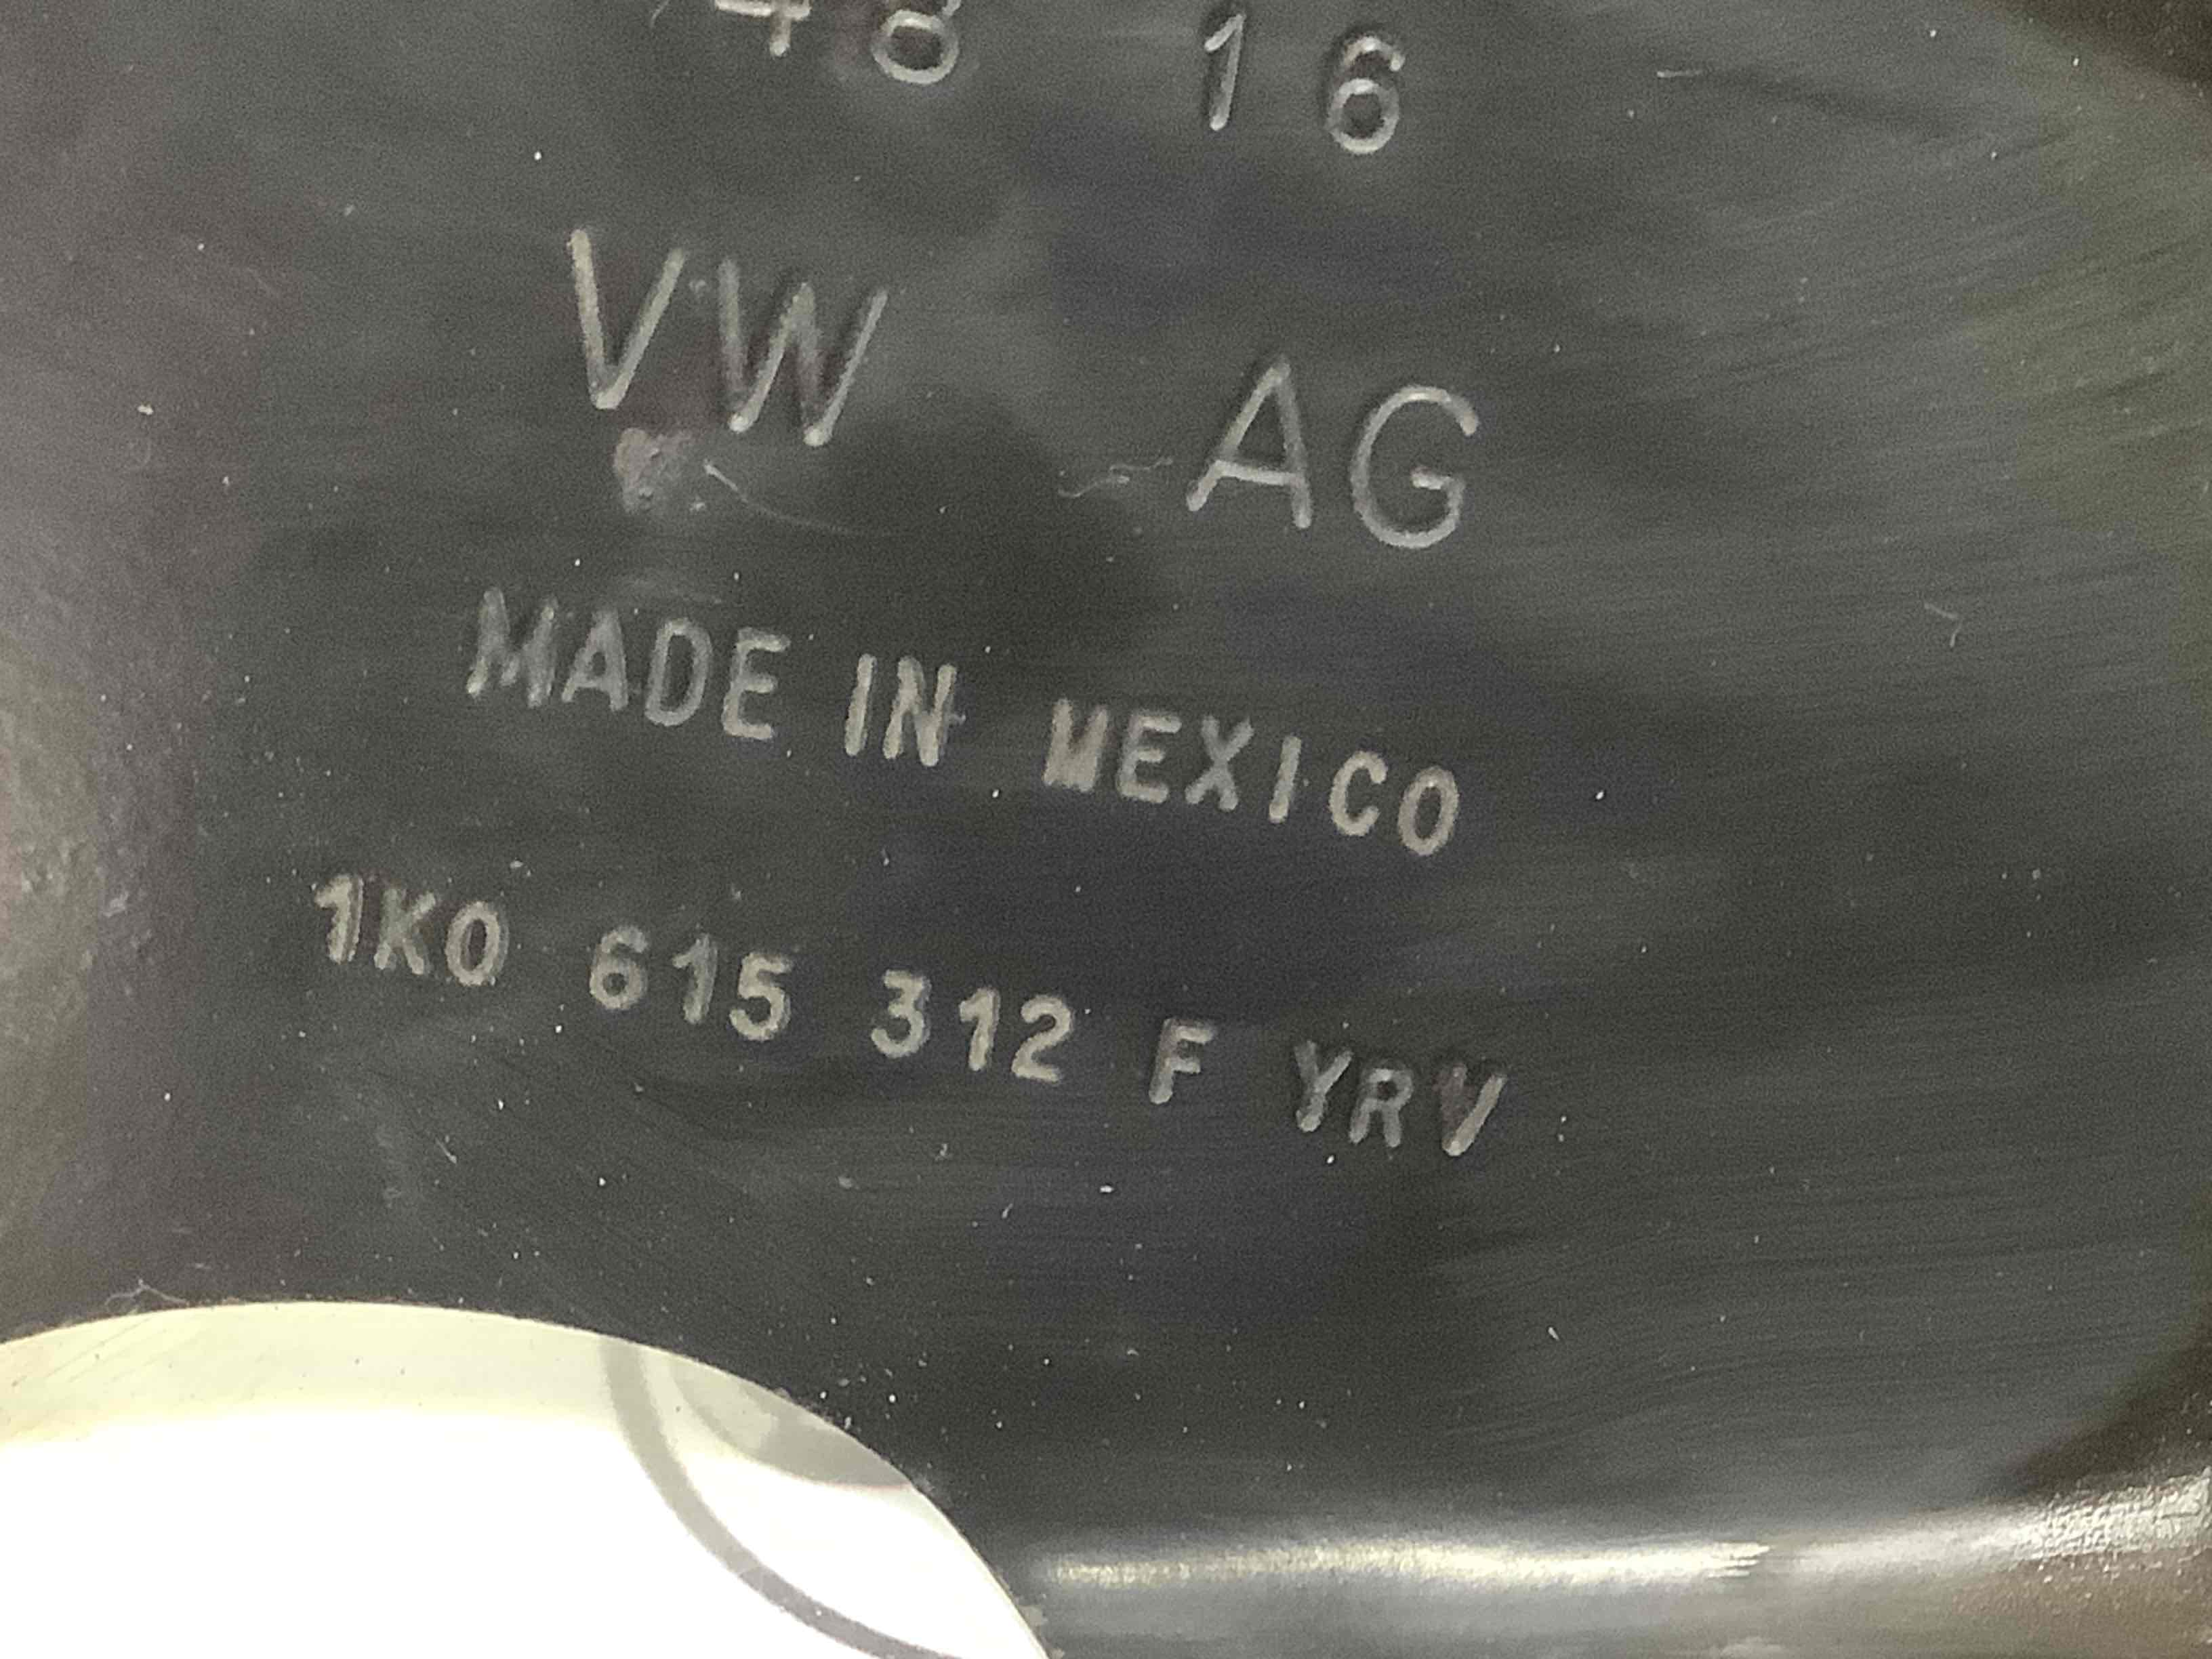 48 16
VW AG
MADE IN MEXICO
1K0 615 312 F YRV